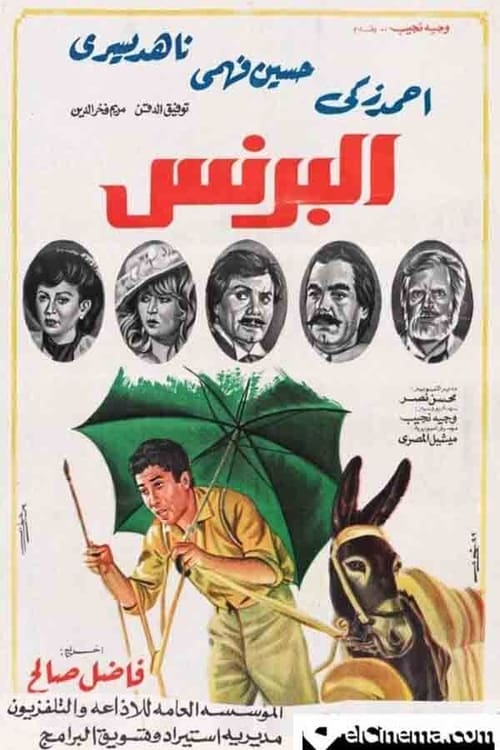 وجيه نجيب
احمد زكي حسين فهمي ناهد يسري
توفيق الدقن مريم فخر الدين
البرنس
محسن نصر
وجيه نجيب
ميشيل المصري
اخراج:
فاضل صالح
المؤسسه العامه للاذاعه والتلفزيون
مديريه استيراد وتسويق البرامج
elCinema.com